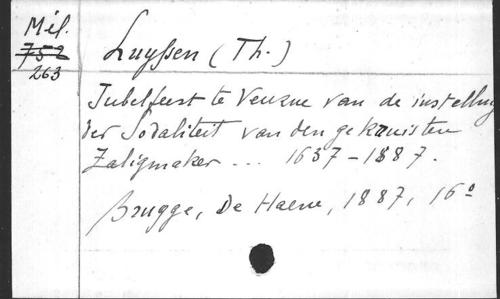 Mél.
752
263
Luyssen (Th.)
Jubelfeest te Veurne van de instelling
der Sodaliteit van den gekruisten
Zaligmaker ... 1637-1887.
Brugge, De Haene, 1887, 16°